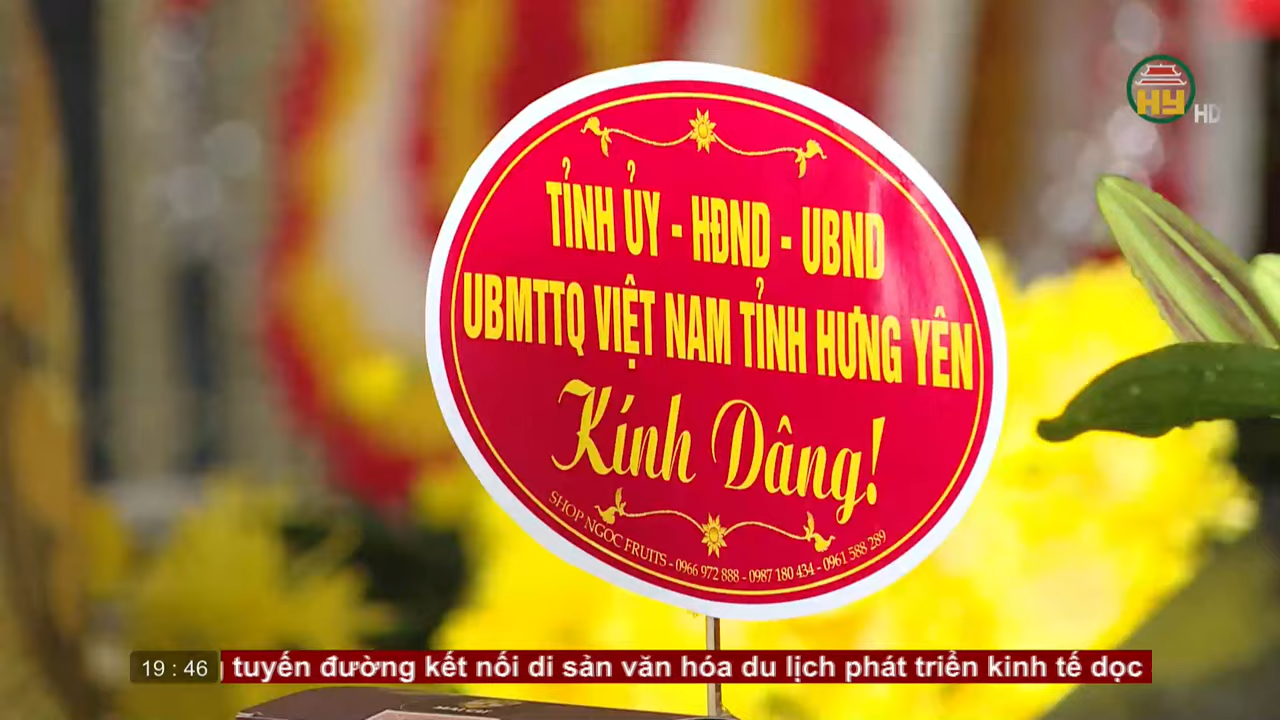 HY HD
TỈNH ỦY - HĐND - UBND
UBMTTQ VIỆT NAM TỈNH HƯNG YÊN
Kính Dâng!
SHOP NGỌC FRUITS - 0966 972 888 - 0987 180 434 - 0961 588 289
19 : 46
tuyến đường kết nối di sản văn hóa du lịch phát triển kinh tế dọc